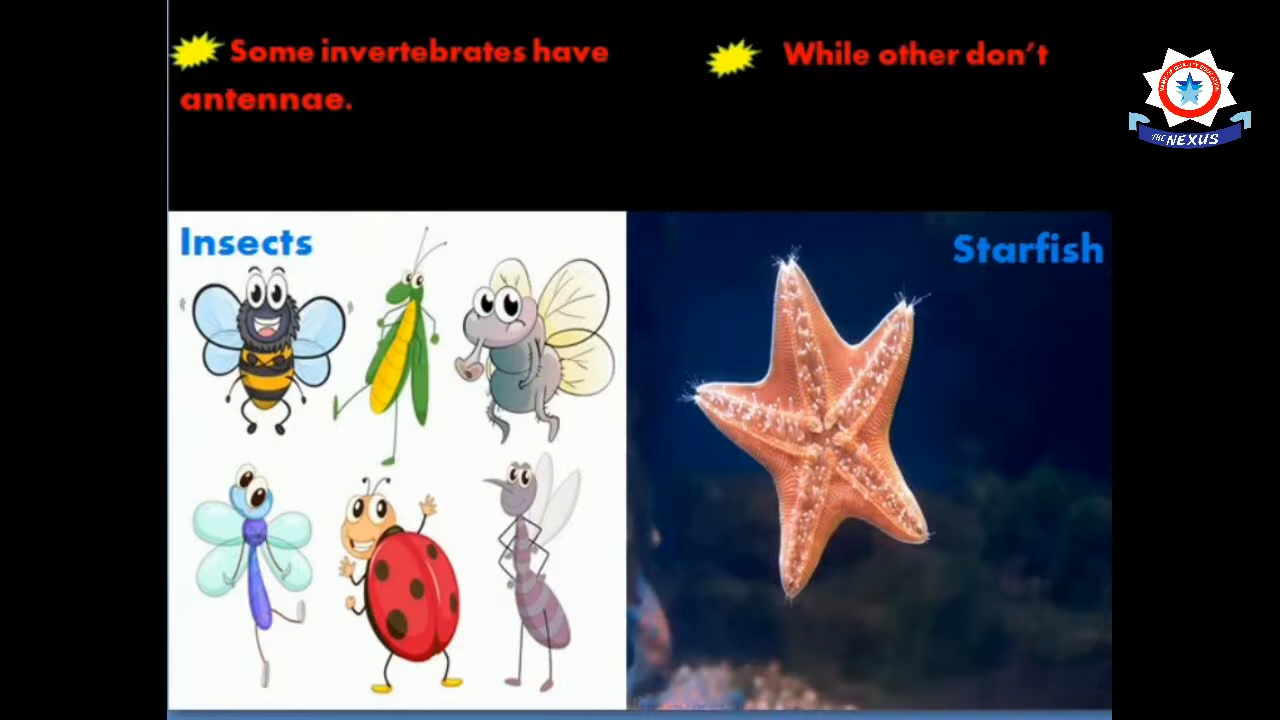 Some invertebrates have
antennae.
While other don't
THE NEXUS
Insects
Starfish